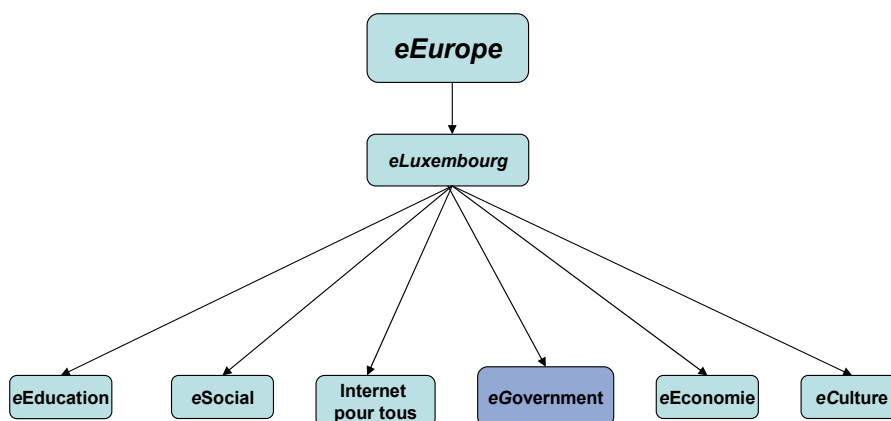 eEurope
eLuxembourg
eEducation
eSocial
Internet
pour tous
eGovernment
eEconomie
eCulture